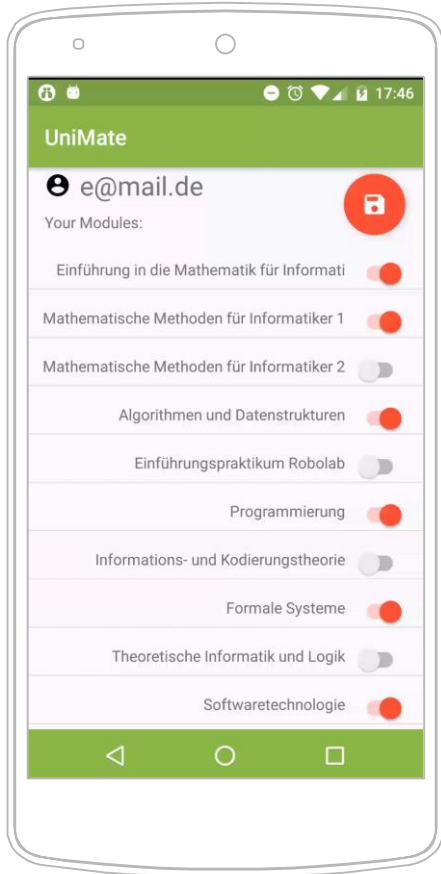 17:46
UniMate
e@mail.de
Your Modules:
Einführung in die Mathematik für Informati
Mathematische Methoden für Informatiker 1
Mathematische Methoden für Informatiker 2
Algorithmen und Datenstrukturen
Einführungspraktikum Robolab
Programmierung
Informations- und Kodierungstheorie
Formale Systeme
Theoretische Informatik und Logik
Softwaretechnologie